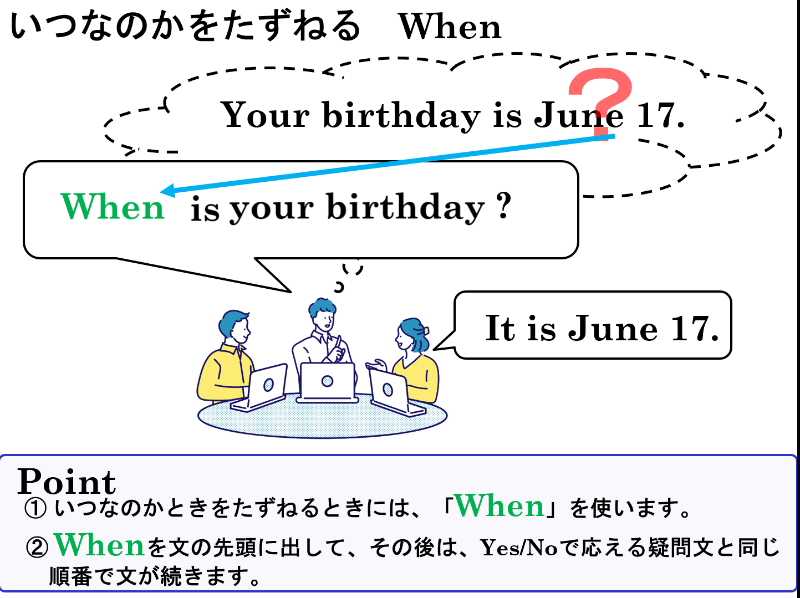 いつなのかをたずねる When
Your birthday is June 17.
?
When is your birthday ?
It is June 17.
Point
① いつなのかときをたずねるときには、「When」を使います。
② Whenを文の先頭に出して、その後は、Yes/Noで応える疑問文と同じ
順番で文が続きます。